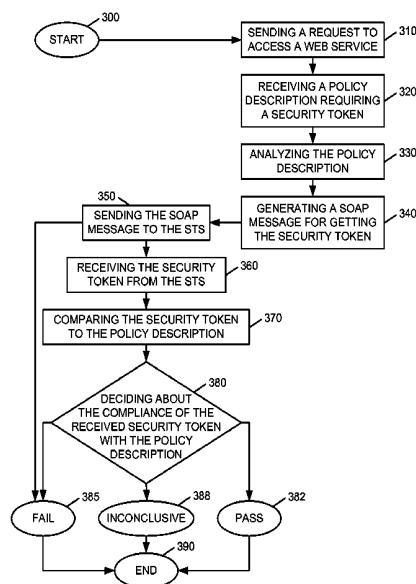 300
START
SENDING A REQUEST TO
ACCESS A WEB SERVICE
310
RECEIVING A POLICY
DESCRIPTION REQUIRING
A SECURITY TOKEN
320
ANALYZING THE POLICY
DESCRIPTION
330
GENERATING A SOAP
MESSAGE FOR GETTING
THE SECURITY TOKEN
340
350
SENDING THE SOAP
MESSAGE TO THE STS
RECEIVING THE SECURITY
TOKEN FROM THE STS
360
COMPARING THE SECURITY
TOKEN TO THE POLICY
DESCRIPTION
370
380
DECIDING ABOUT
THE COMPLIANCE OF THE
RECEIVED SECURITY TOKEN
WITH THE POLICY
DESCRIPTION
385
FAIL
388
INCONCLUSIVE
382
PASS
390
END